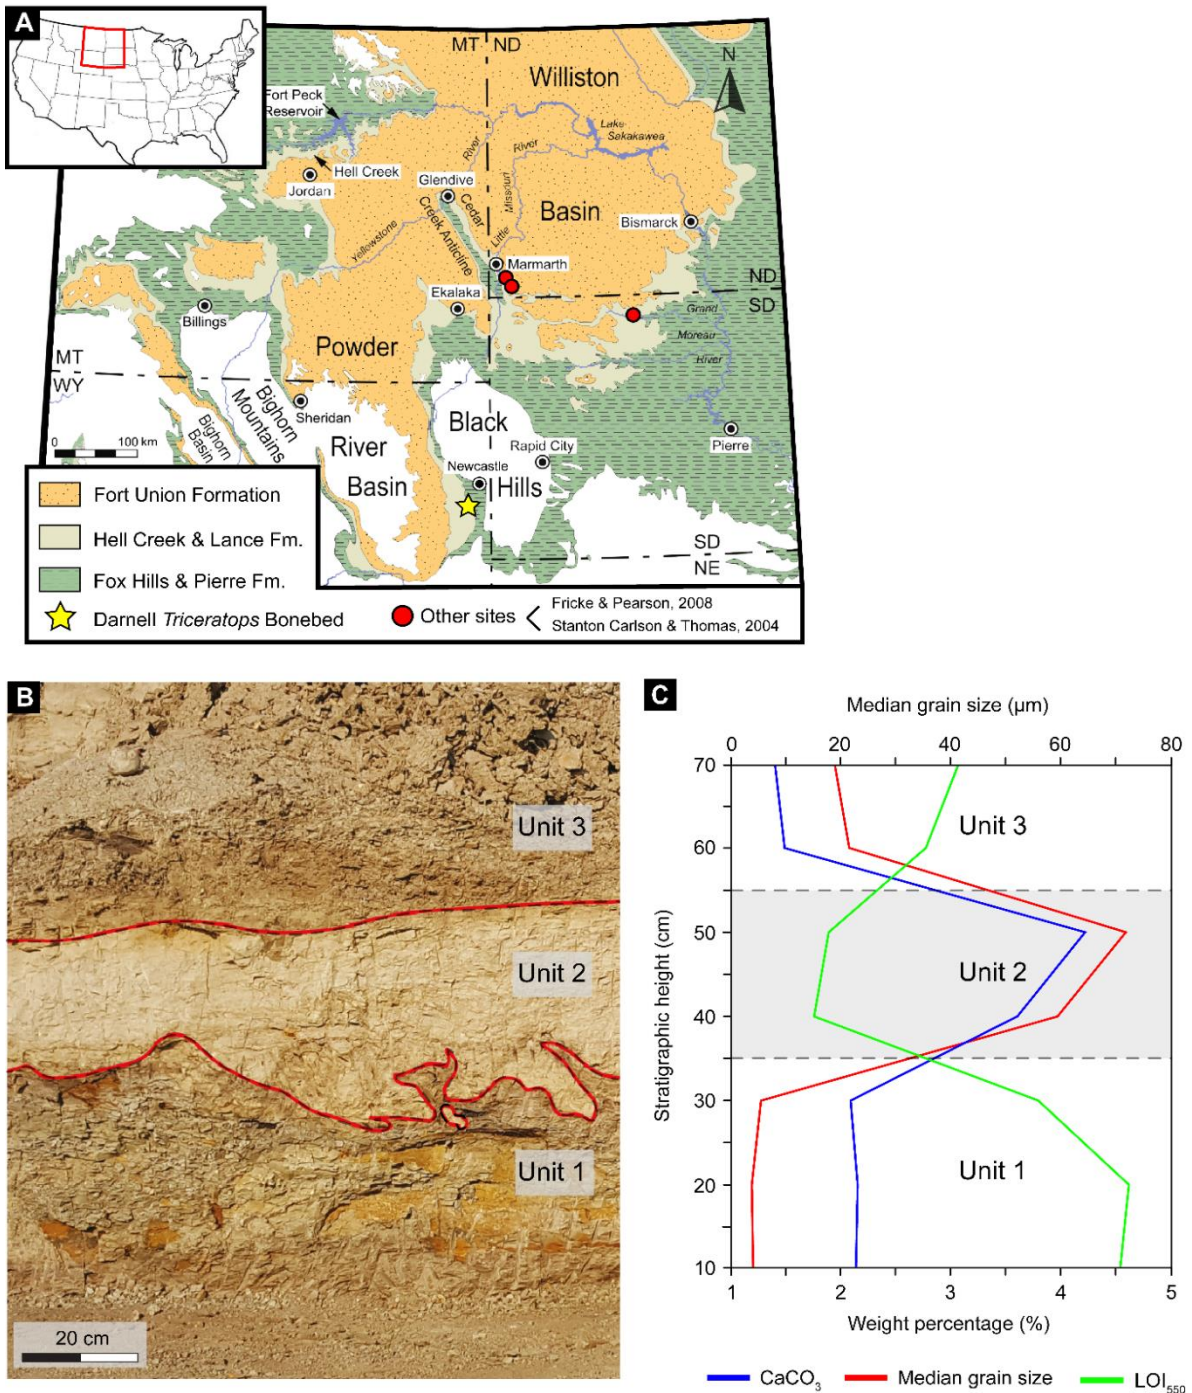 A
MT
ND
Williston
N
Fort Peck
Reservoir
Lake
Sakakawea
River
River
Hell Creek
Jordan
Glendive
Missouri
Cedar
Creek Anticline
Basin
Bismarck
Yellowstone
Little
Marmarth
Ekalaka
ND
SD
Billings
Grand
Moreau
River
Powder
MT
WY
Bighorn
Mountains
Sheridan
Black
Bighorn
Basin
0 100 km
River
Basin
Rapid City
Pierre
Newcastle
Hills
Fort Union Formation
Hell Creek & Lance Fm.
SD
NE
Fox Hills & Pierre Fm.
Darnell Triceratops Bonebed
Other sites
Fricke & Pearson, 2008
Stanton Carlson & Thomas, 2004
B
Unit 3
Unit 2
Unit 1
20 cm
C
Median grain size (µm)
0 20 40 60 80
70
60
50
40
30
20
10
Stratigraphic height (cm)
Unit 3
Unit 2
Unit 1
1 2 3 4 5
Weight percentage (%)
CaCO₃ Median grain size LOI₅₅₀